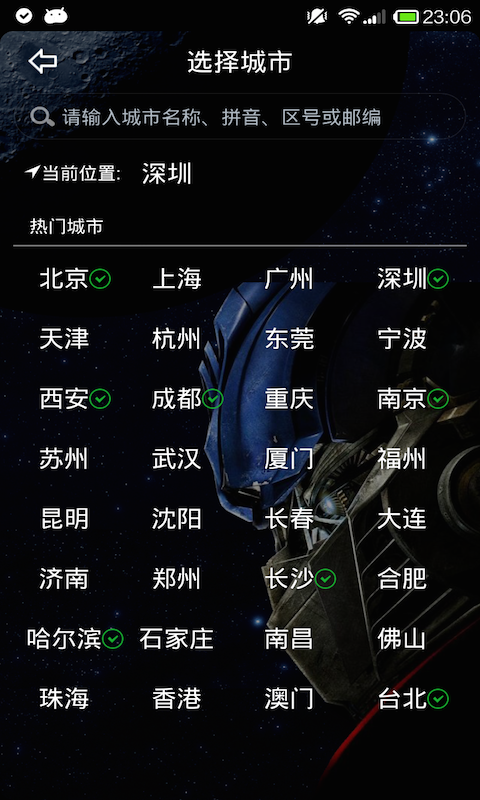 23:06
选择城市
请输入城市名称、拼音、区号或邮编
当前位置: 深圳
热门城市
北京 上海 广州 深圳
天津 杭州 东莞 宁波
西安 成都 重庆 南京
苏州 武汉 厦门 福州
昆明 沈阳 长春 大连
济南 郑州 长沙 合肥
哈尔滨 石家庄 南昌 佛山
珠海 香港 澳门 台北